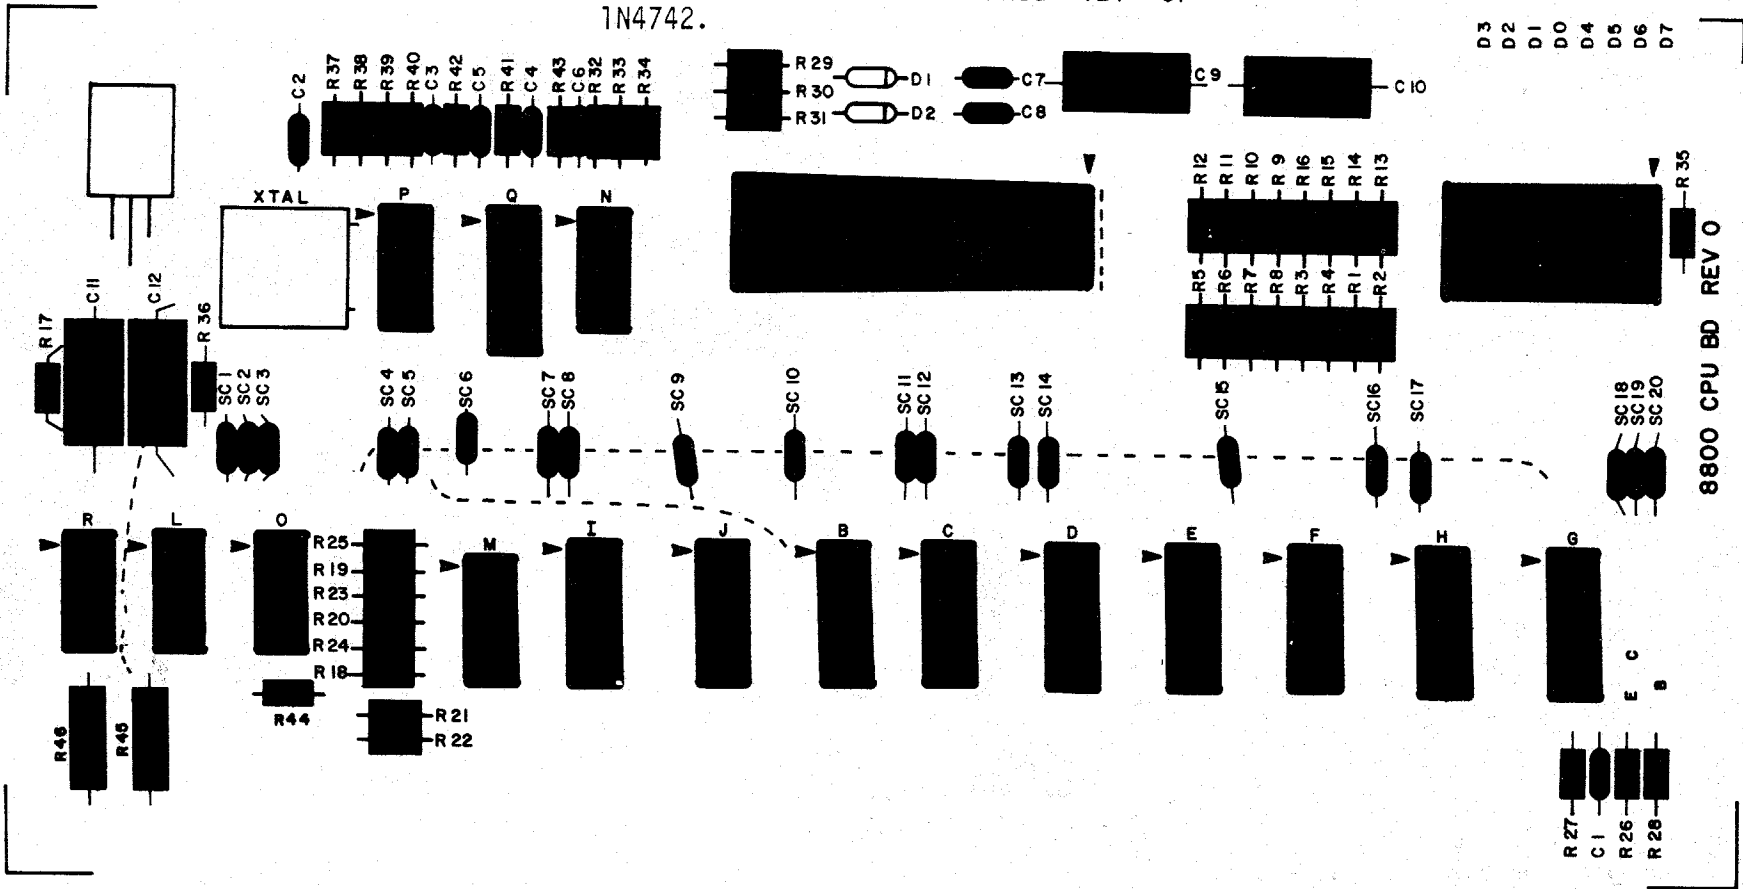 1N4742.
D3
D2
D1
D0
D4
D5
D6
D7
C2
R37
R38
R39
R40
C3
R42
C5
R41
C4
R43
C6
R32
R33
R34
R29
R30
R31
D1
D2
C7
C8
C9
C10
XTAL
P
Q
N
R12
R11
R10
R9
R16
R15
R14
R13
R35
R5
R6
R7
R8
R3
R4
R1
R2
8800 CPU BD REV 0
R17
C11
C12
R36
SC1
SC2
SC3
SC4
SC5
SC6
SC7
SC8
SC9
SC10
SC11
SC12
SC13
SC14
SC15
SC16
SC17
SC18
SC19
SC20
R
L
O
R25
R19
R23
R20
R24
R18
M
I
J
B
C
D
E
F
H
G
R46
R45
R44
R21
R22
C
E
B
R27
C1
R26
R28